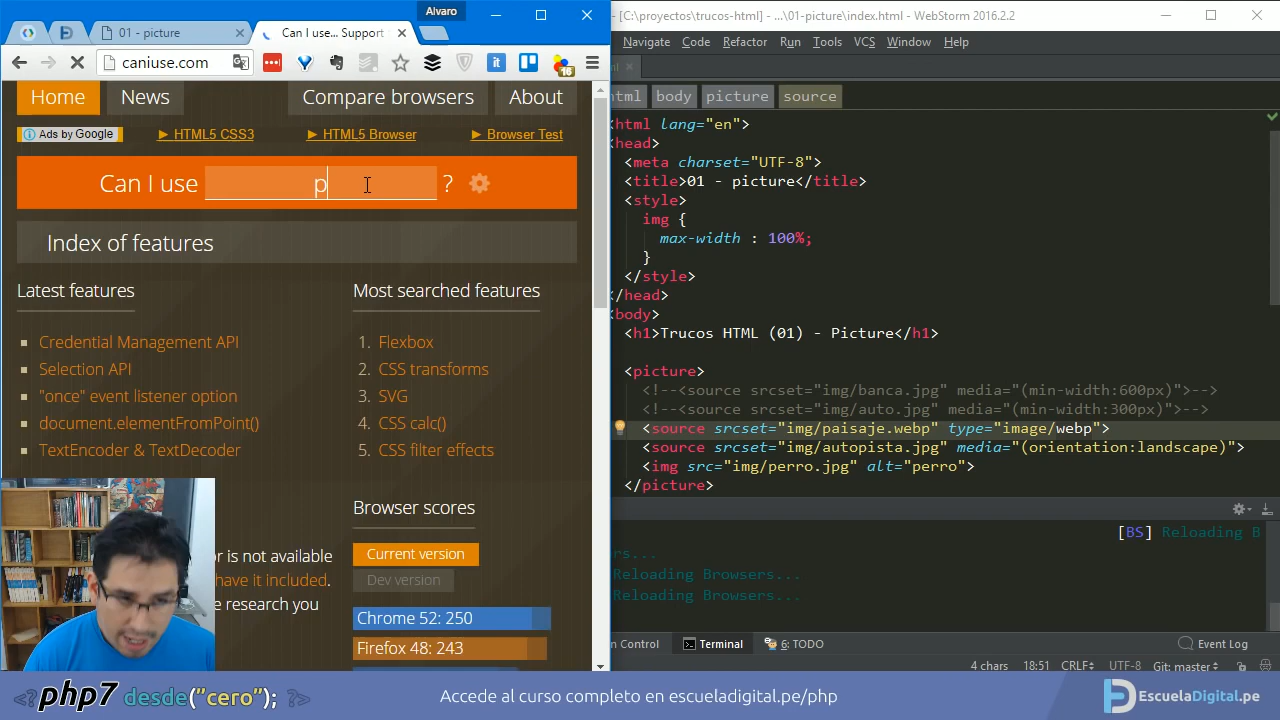 Alvaro
01 - picture
Can I use... Support
caniuse.com
16
Home
News
Compare browsers
About
Ads by Google
HTML5 CSS3
HTML5 Browser
Browser Test
Can I use
p
?
Index of features
Latest features
Credential Management API
Selection API
"once" event listener option
document.elementFromPoint()
TextEncoder & TextDecoder
Most searched features
1. Flexbox
2. CSS transforms
3. SVG
4. CSS calc()
5. CSS filter effects
or is not available
have it included.
e research you
Browser scores
Current version
Dev version
Chrome 52: 250
Firefox 48: 243
- [C:\proyectos\trucos-html] - ...\01-picture\index.html - WebStorm 2016.2.2
Navigate Code Refactor Run Tools VCS Window Help
html body picture source
<html lang="en">
<head>
<meta charset="UTF-8">
<title>01 - picture</title>
<style>
img {
max-width : 100%;
}
</style>
</head>
<body>
<h1>Trucos HTML (01) - Picture</h1>
<picture>
<!--<source srcset="img/banca.jpg" media="(min-width:600px)">-->
<!--<source srcset="img/auto.jpg" media="(min-width:300px)">-->
<source srcset="img/paisaje.webp" type="image/webp">
<source srcset="img/autopista.jpg" media="(orientation:landscape)">
<img src="img/perro.jpg" alt="perro">
</picture>
[BS] Reloading B
rs...
Reloading Browsers...
Reloading Browsers...
n Control
Terminal
6: TODO
Event Log
4 chars 18:51 CRLF UTF-8 Git: master
<? php7 desde("cero"); ?>
Accede al curso completo en escueladigital.pe/php
EscuelaDigital.pe